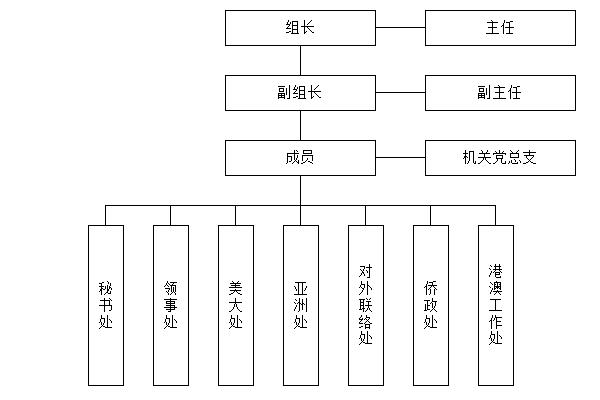 组长
主任
副组长
副主任
成员
机关党总支
秘书处
领事处
美大处
亚洲处
对外联络处
侨政处
港澳工作处